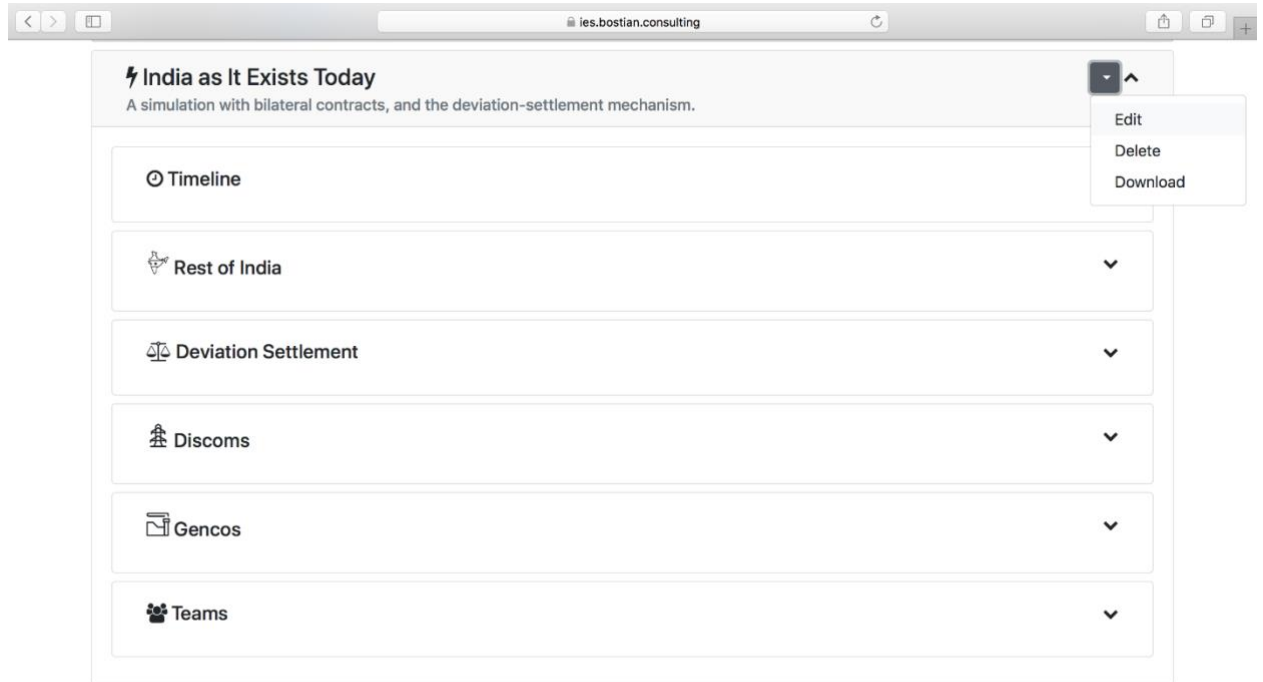 ies.bostian.consulting
India as It Exists Today
A simulation with bilateral contracts, and the deviation-settlement mechanism.
Edit
Delete
Download
Timeline
Rest of India
Deviation Settlement
Discoms
Gencos
Teams